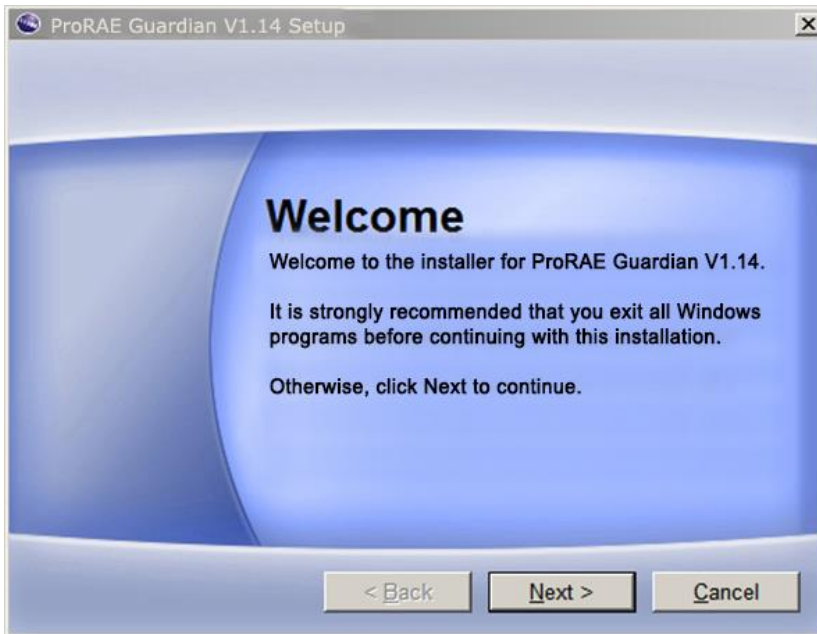 ProRAE Guardian V1.14 Setup
Welcome
Welcome to the installer for ProRAE Guardian V1.14.
It is strongly recommended that you exit all Windows
programs before continuing with this installation.
Otherwise, click Next to continue.
< Back
Next >
Cancel